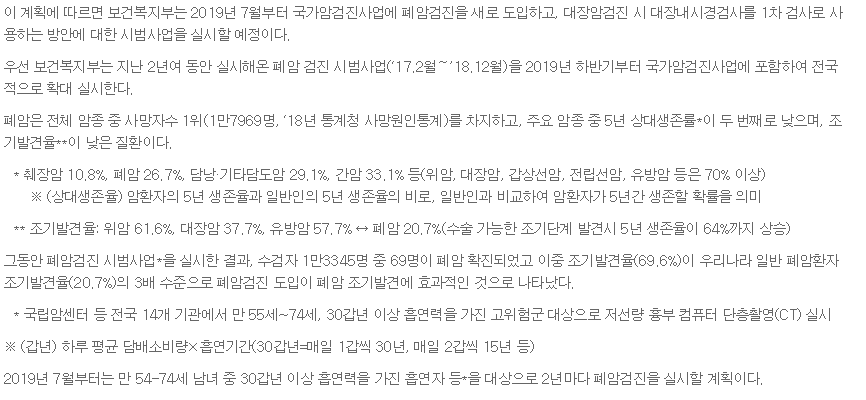 이 계획에 따르면 보건복지부는 2019년 7월부터 국가암검진사업에 폐암검진을 새로 도입하고, 대장암검진 시 대장내시경검사를 1차 검사로 사
용하는 방안에 대한 시범사업을 실시할 예정이다.
우선 보건복지부는 지난 2년여 동안 실시해온 폐암 검진 시범사업(‘17.2월～’18.12월)을 2019년 하반기부터 국가암검진사업에 포함하여 전국
적으로 확대 실시한다.
폐암은 전체 암종 중 사망자수 1위(1만7969명, ‘18년 통계청 사망원인통계)를 차지하고, 주요 암종 중 5년 상대생존률*이 두 번째로 낮으며, 조
기발견율**이 낮은 질환이다.
* 췌장암 10.8%, 폐암 26.7%, 담낭·기타담도암 29.1%, 간암 33.1% 등(위암, 대장암, 갑상선암, 전립선암, 유방암 등은 70% 이상)
※ (상대생존율) 암환자의 5년 생존율과 일반인의 5년 생존율의 비로, 일반인과 비교하여 암환자가 5년간 생존할 확률을 의미
** 조기발견율: 위암 61.6%, 대장암 37.7%, 유방암 57.7% ↔ 폐암 20.7%(수술 가능한 조기단계 발견시 5년 생존율이 64%까지 상승)
그동안 폐암검진 시범사업*을 실시한 결과, 수검자 1만3345명 중 69명이 폐암 확진되었고 이중 조기발견율(69.6%)이 우리나라 일반 폐암환자
조기발견율(20.7%)의 3배 수준으로 폐암검진 도입이 폐암 조기발견에 효과적인 것으로 나타났다.
* 국립암센터 등 전국 14개 기관에서 만 55세~74세, 30갑년 이상 흡연력을 가진 고위험군 대상으로 저선량 흉부 컴퓨터 단층촬영(CT) 실시
※ (갑년) 하루 평균 담배소비량×흡연기간(30갑년=매일 1갑씩 30년, 매일 2갑씩 15년 등)
2019년 7월부터는 만 54-74세 남녀 중 30갑년 이상 흡연력을 가진 흡연자 등*을 대상으로 2년마다 폐암검진을 실시할 계획이다.